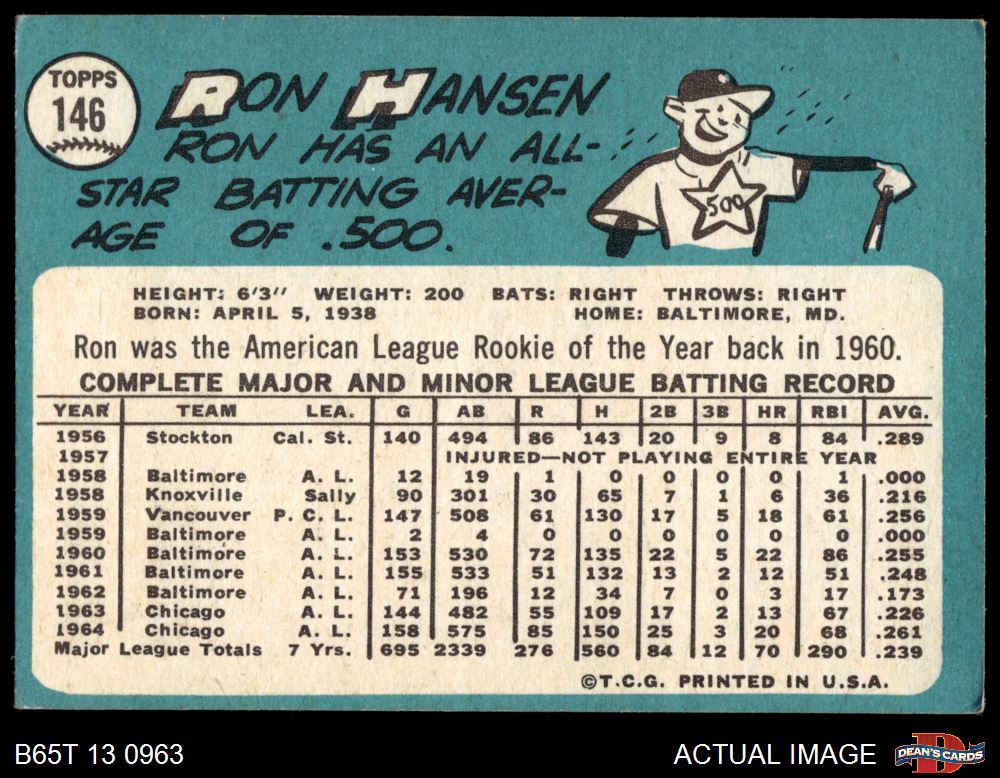 TOPPS
146
RON HANSEN
RON HAS AN ALL-
STAR BATTING AVER-
AGE OF .500.
.500
HEIGHT: 6'3" WEIGHT: 200 BATS: RIGHT THROWS: RIGHT
BORN: APRIL 5, 1938 HOME: BALTIMORE, MD.
Ron was the American League Rookie of the Year back in 1960.
COMPLETE MAJOR AND MINOR LEAGUE BATTING RECORD
YEAR TEAM LEA. G AB R H 2B 3B HR RBI AVG.
1956 Stockton Cal. St. 140 494 86 143 20 9 8 84 .289
1957 INJURED—NOT PLAYING ENTIRE YEAR
1958 Baltimore A. L. 12 19 1 0 0 0 0 1 .000
1958 Knoxville Sally 90 301 30 65 7 1 6 36 .216
1959 Vancouver P. C. L. 147 508 61 130 17 5 18 61 .256
1959 Baltimore A. L. 2 4 0 0 0 0 0 0 .000
1960 Baltimore A. L. 153 530 72 135 22 5 22 86 .255
1961 Baltimore A. L. 155 533 51 132 13 2 12 51 .248
1962 Baltimore A. L. 71 196 12 34 7 0 3 17 .173
1963 Chicago A. L. 144 482 55 109 17 2 13 67 .226
1964 Chicago A. L. 158 575 85 150 25 3 20 68 .261
Major League Totals 7 Yrs. 695 2339 276 560 84 12 70 290 .239
©T.C.G. PRINTED IN U.S.A.
B65T 13 0963 ACTUAL IMAGE
DEAN'S CARDS